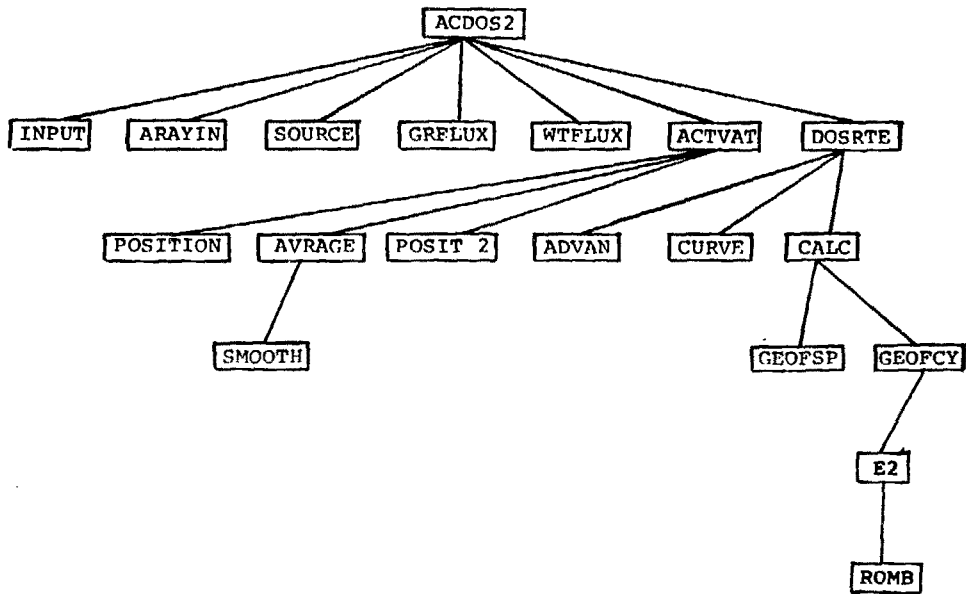 ACDOS2
INPUT ARAYIN SOURCE GRFLUX WTFLUX ACTVAT DOSRTE
POSITION AVRAGE POSIT 2 ADVAN CURVE CALC
SMOOTH GEOFSP GEOFCY
E2
ROMB